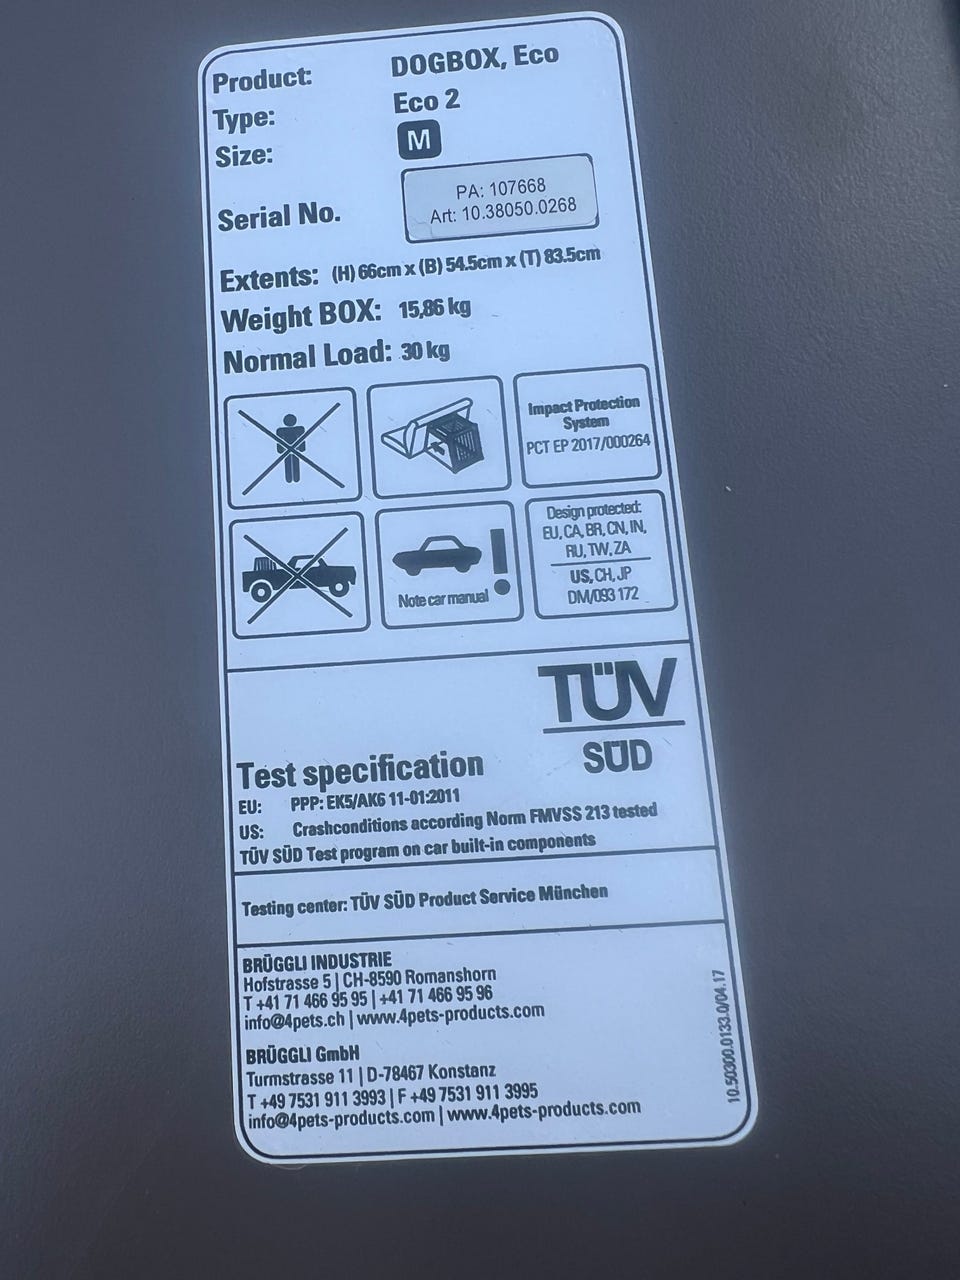 Product: DOGBOX, Eco
Type: Eco 2
Size: M
Serial No. PA: 107668
Art: 10.38050.0268
Extents: (H) 66cm x (B) 54.5cm x (T) 83.5cm
Weight BOX: 15,86 kg
Normal Load: 30 kg
Impact Protection
System
PCT EP 2017/000264
Note car manual
!
Design protected:
EU, CA, BR, CN, IN,
RU, TW, ZA
US, CH, JP
DM/093 172
TÜV
SÜD
Test specification
EU: PPP: EK5/AK6 11-01:2011
US: Crashconditions according Norm FMVSS 213 tested
TÜV SÜD Test program on car built-in components
Testing center: TÜV SÜD Product Service München
BRÜGGLI INDUSTRIE
Hofstrasse 5 | CH-8590 Romanshorn
T +41 71 466 95 95 | +41 71 466 95 96
info@4pets.ch | www.4pets-products.com
BRÜGGLI GmbH
Turmstrasse 11 | D-78467 Konstanz
T +49 7531 911 3993 | F +49 7531 911 3995
info@4pets-products.com | www.4pets-products.com
10.50300.0133.0/04.17